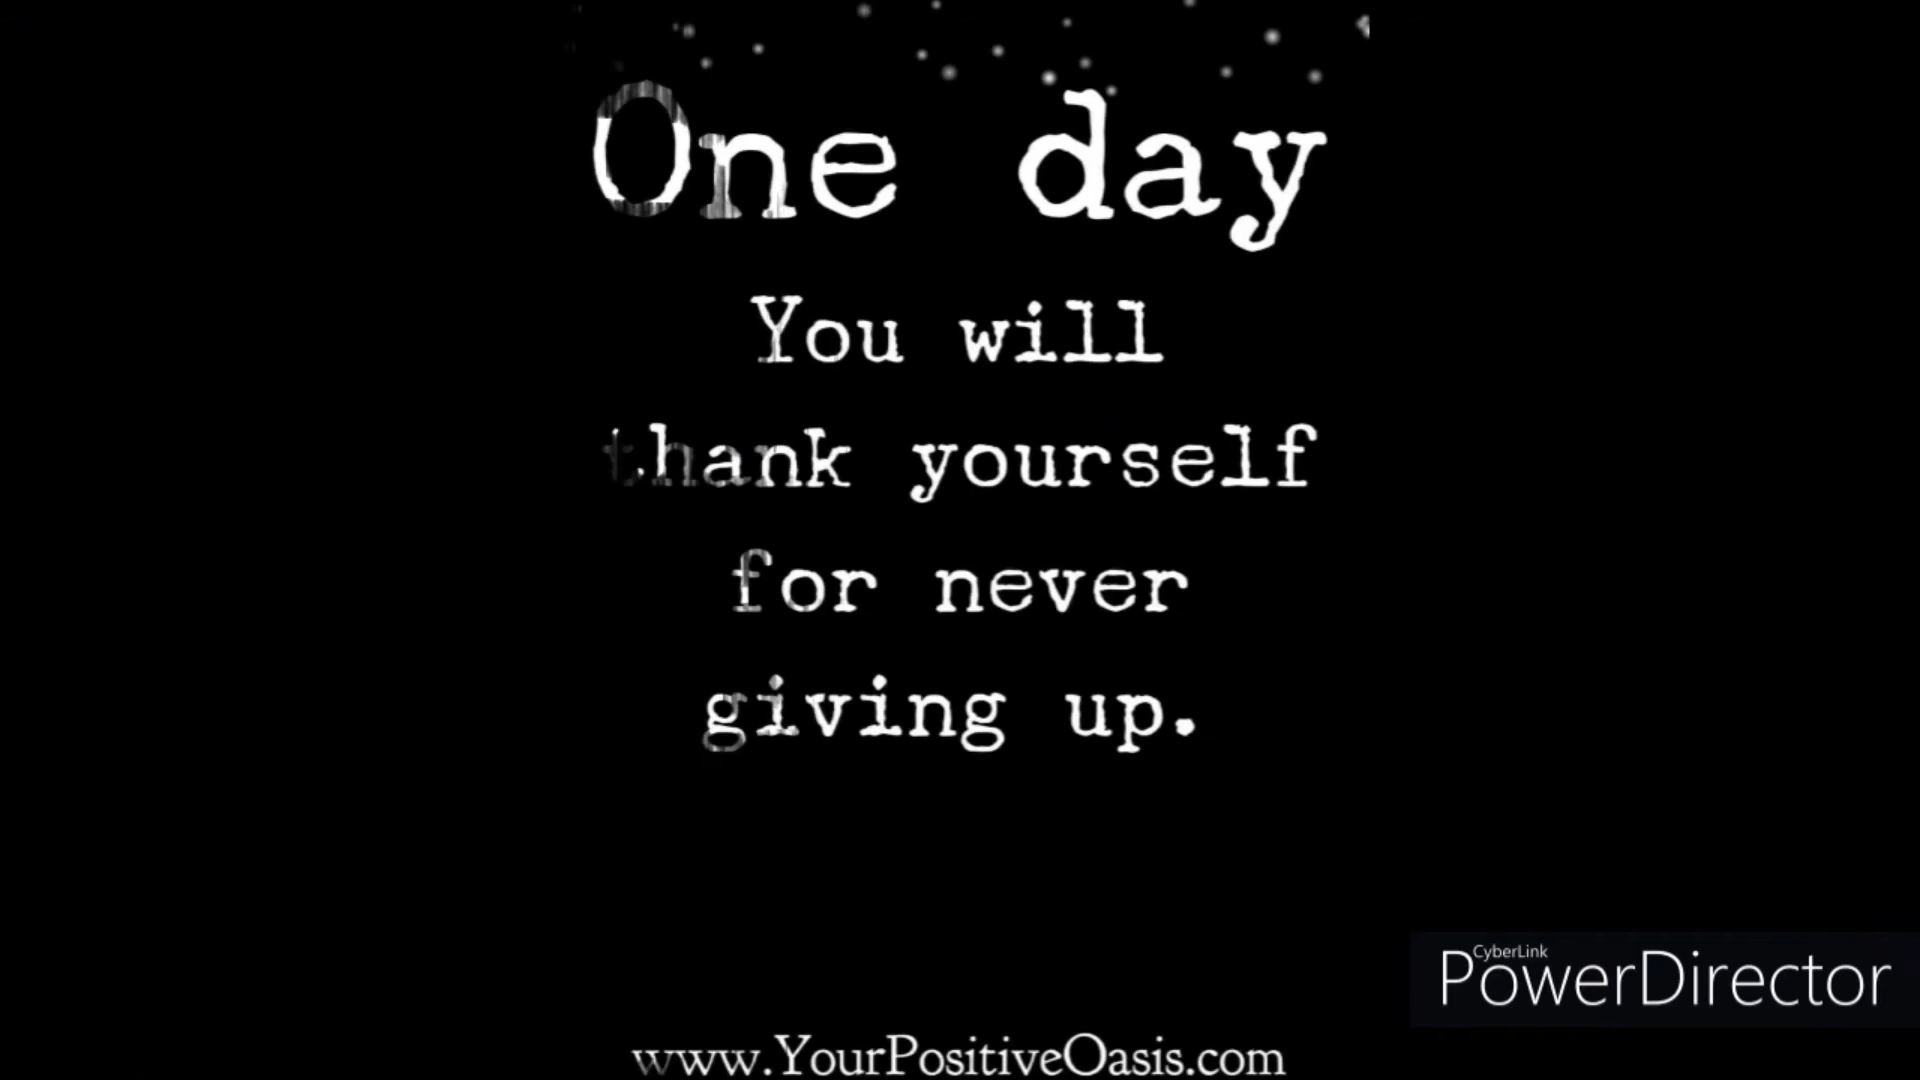 One day
You will
thank yourself
for never
giving up.
CyberLink
PowerDirector
www.YourPositiveOasis.com